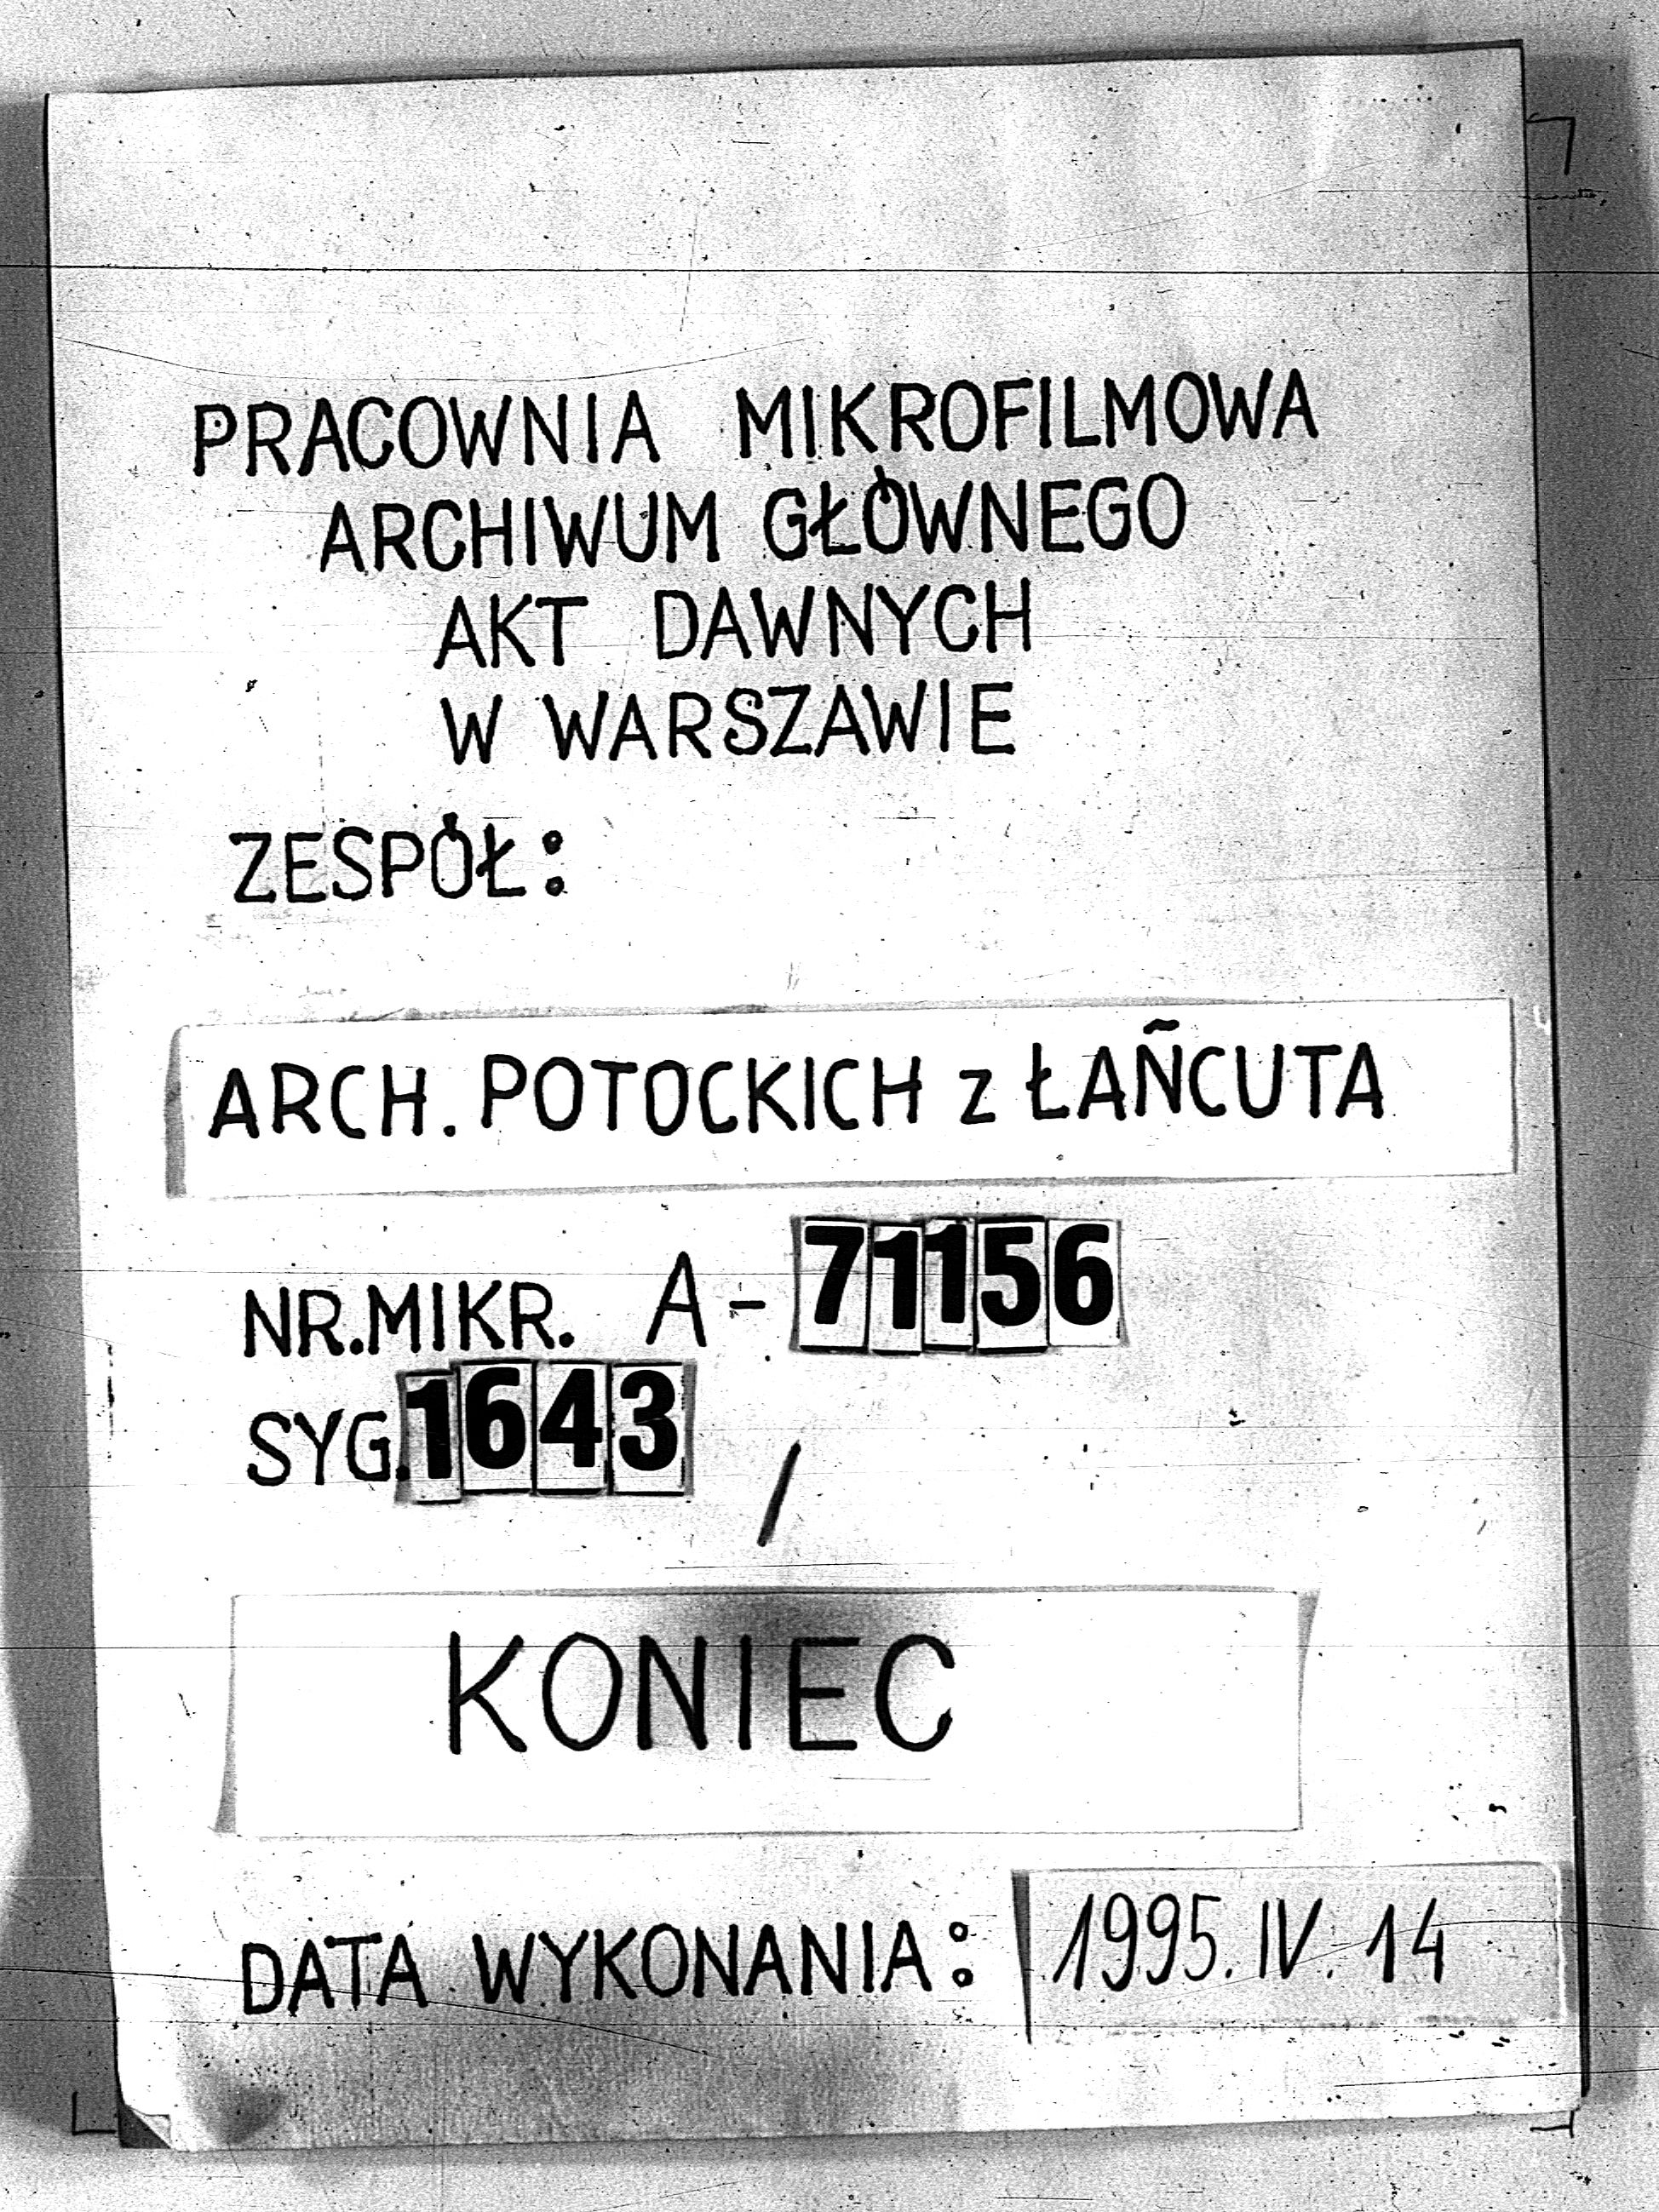 PRACOWNIA MIKROFILMOWA
ARCHIWUM GŁÓWNEGO
AKT DAWNYCH
W WARSZAWIE
ZESPÓŁ:
ARCH. POTOCKICH z ŁAŃCUTA
NR.MIKR. A-71156
SYG.1643 /
KONIEC
DATA WYKONANIA: 1995.IV.14